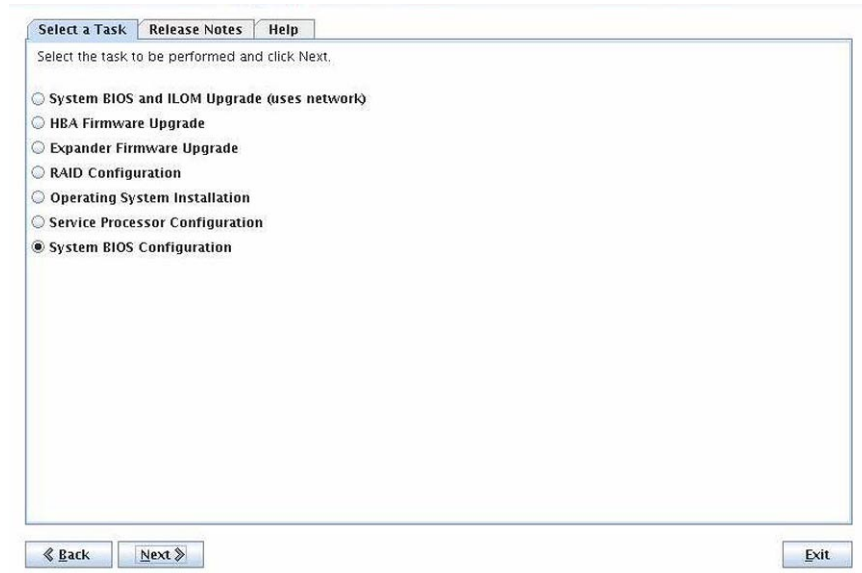 Select a Task Release Notes Help
Select the task to be performed and click Next.
System BIOS and ILOM Upgrade (uses network)
HBA Firmware Upgrade
Expander Firmware Upgrade
RAID Configuration
Operating System Installation
Service Processor Configuration
System BIOS Configuration
Back Next Exit